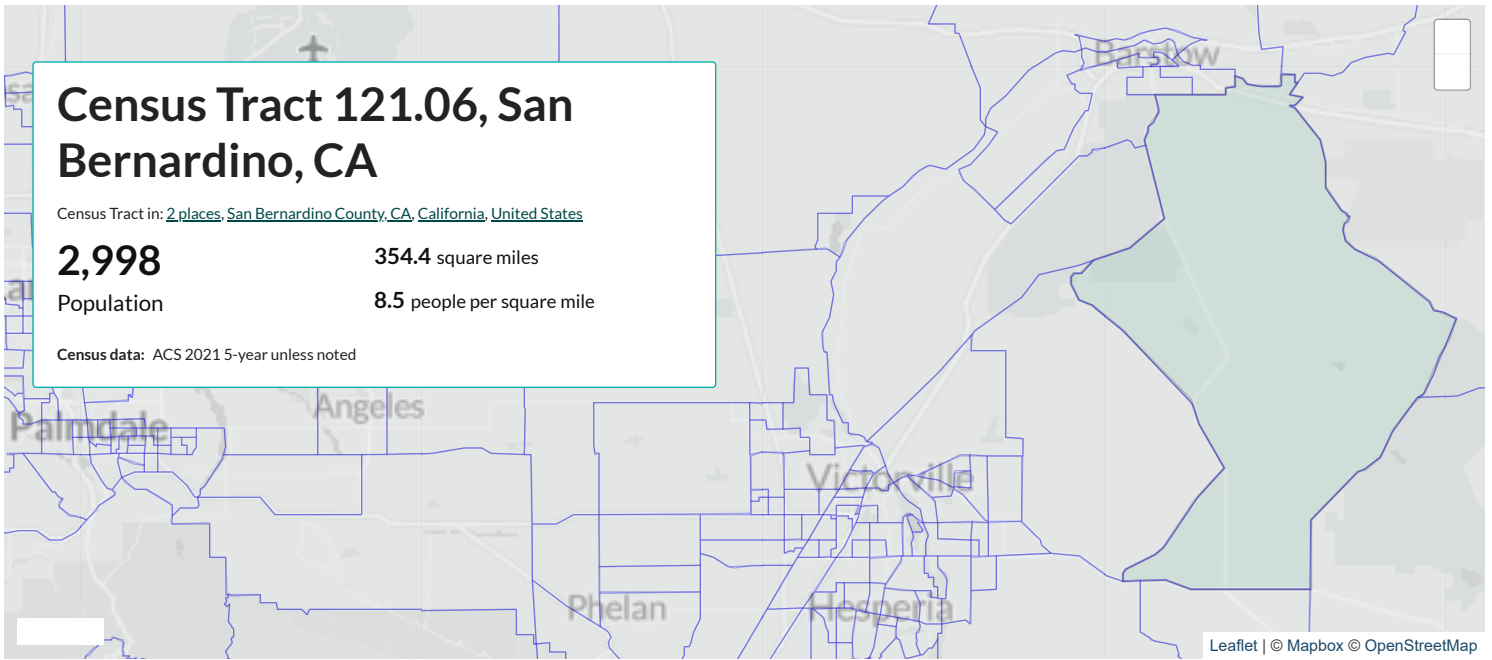 Barstow
Census Tract 121.06, San
Bernardino, CA
Census Tract in: 2 places, San Bernardino County, CA, California, United States
2,998
354.4 square miles
Population
8.5 people per square mile
Census data: ACS 2021 5-year unless noted
Angeles
Palmdale
Victorville
Phelan
Hesperia
Leaflet | © Mapbox © OpenStreetMap